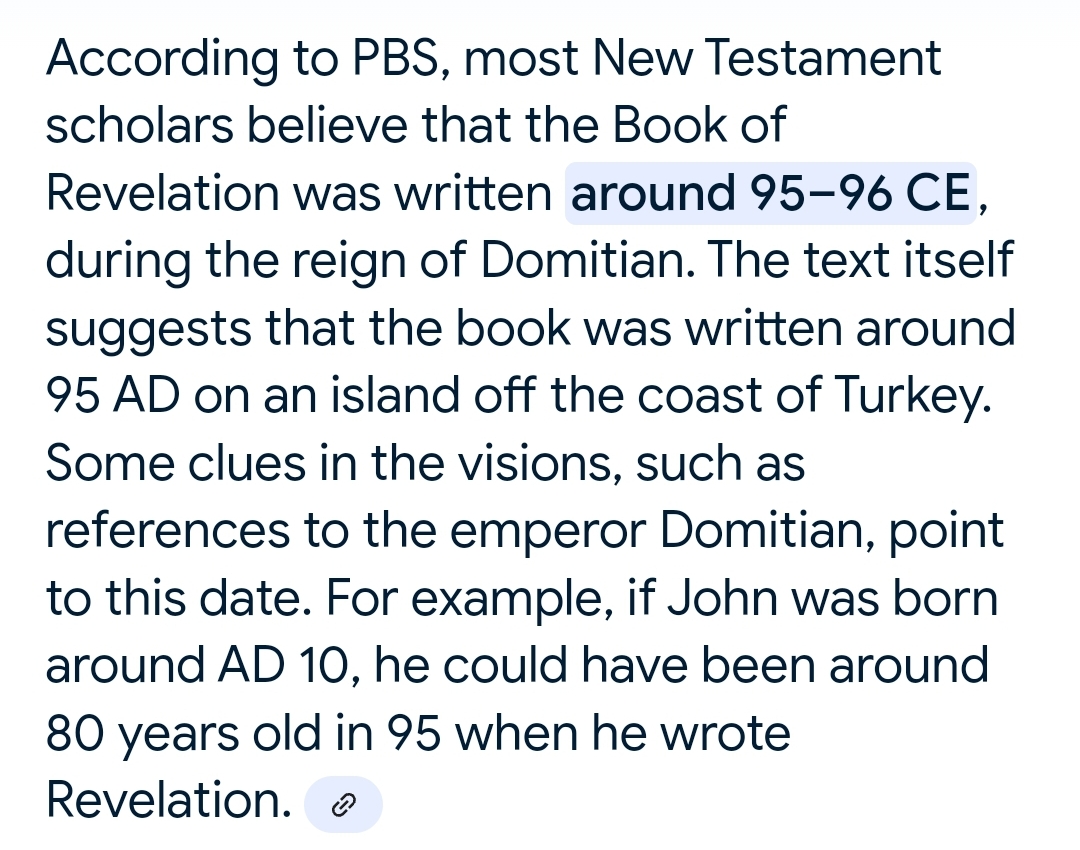 According to PBS, most New Testament
scholars believe that the Book of
Revelation was written around 95–96 CE,
during the reign of Domitian. The text itself
suggests that the book was written around
95 AD on an island off the coast of Turkey.
Some clues in the visions, such as
references to the emperor Domitian, point
to this date. For example, if John was born
around AD 10, he could have been around
80 years old in 95 when he wrote
Revelation.